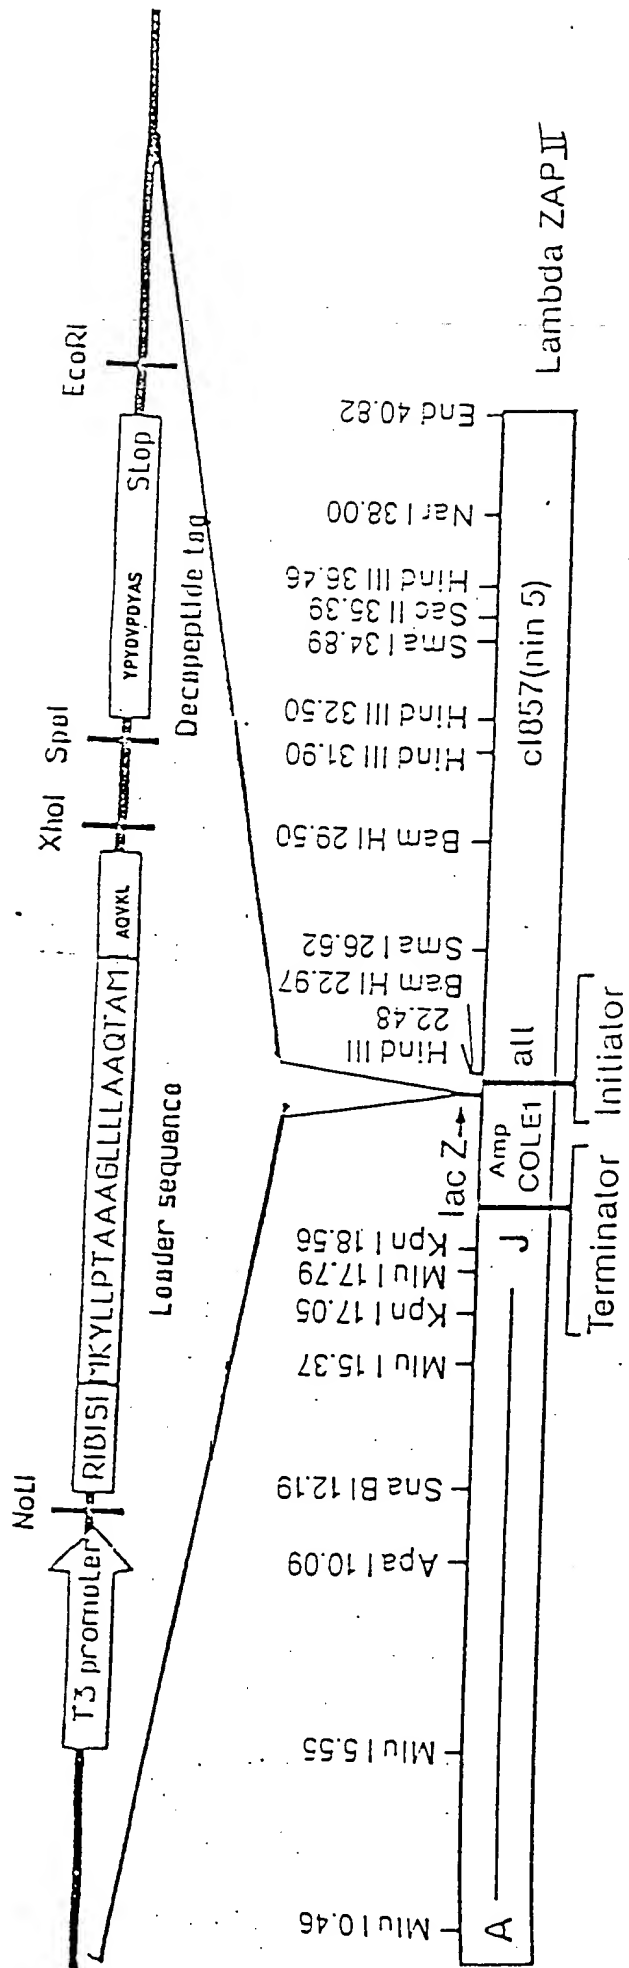 NoLI
XhoI
SpeI
EcoRI
T3 promoter
RIBISI
MKYLLPTAAAGLLLLAAQTAM
AQVKL
YPYDVPDYAS
Stop
Leader sequence
Decapeptide tag
Mlu I 0.46
Mlu I 5.55
Apa I 10.09
Sna BI 12.19
Mlu I 15.37
Kpn I 17.05
Mlu I 17.79
Kpn I 18.56
lac Z
Hind III
22.48
Bam HI 22.97
Sma I 26.62
Bam HI 29.50
Hind III 31.90
Hind III 32.50
Sma I 34.89
Sac II 35.39
Hind III 36.46
Nar I 38.00
End 40.82
A
J
Amp
COLE1
att
cI857(nin 5)
Terminator
Initiator
Lambda ZAP II